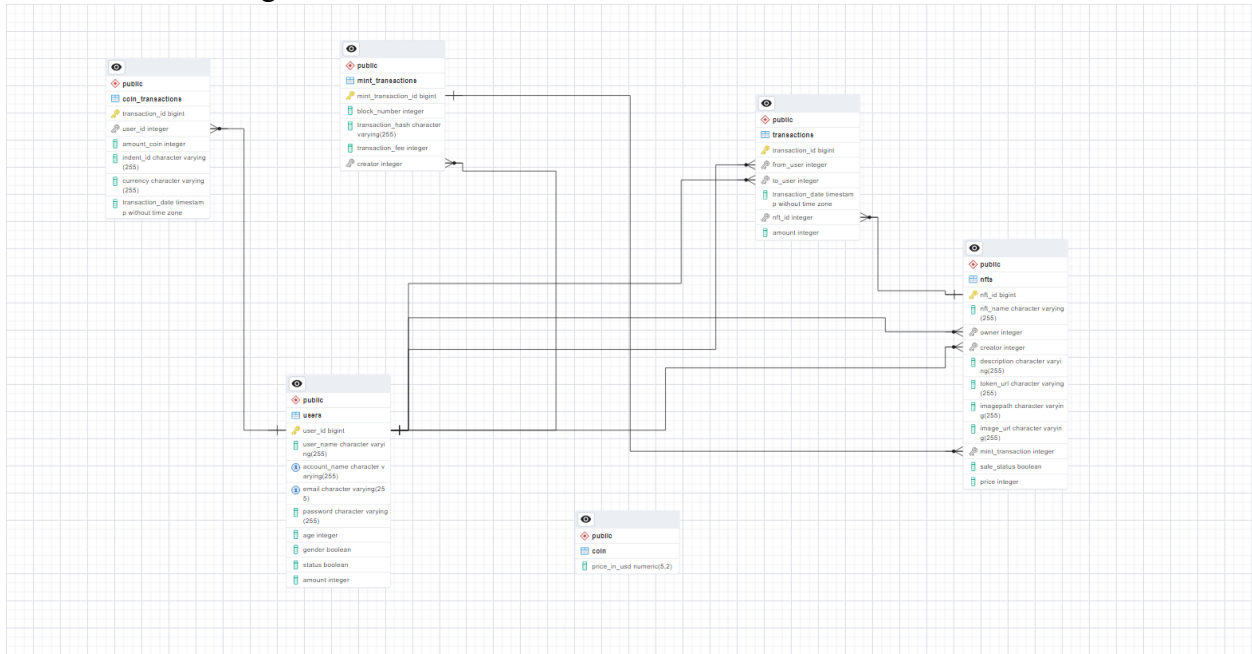 public
coin_transactions
transaction_id bigint
user_id integer
amount_coin integer
indent_id character varying
(255)
currency character varying
(255)
transaction_date timestam
p without time zone
public
mint_transactions
mint_transaction_id bigint
block_number integer
transaction_hash character
varying(255)
transaction_fee integer
creator integer
public
transactions
transaction_id bigint
from_user integer
to_user integer
transaction_date timestam
p without time zone
nft_id integer
amount integer
public
nfts
nft_id bigint
nft_name character varying
(255)
owner integer
creator integer
description character varyi
ng(255)
token_url character varying
(255)
imagepath character varyin
g(255)
image_url character varyin
g(255)
mint_transaction integer
sale_status boolean
price integer
public
users
user_id bigint
user_name character varyi
ng(255)
account_name character v
arying(255)
email character varying(25
5)
password character varying
(255)
age integer
gender boolean
status boolean
amount integer
public
coin
price_in_usd numeric(5,2)